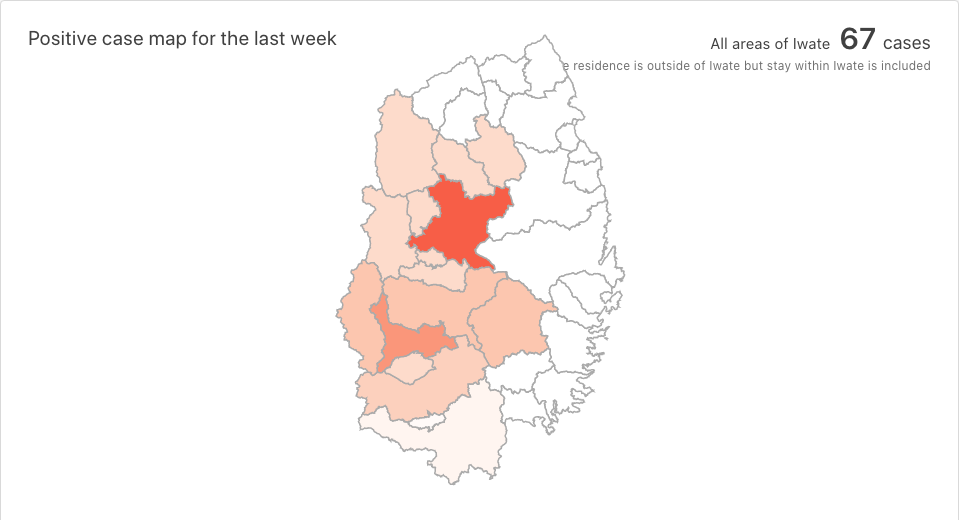 Positive case map for the last week
All areas of Iwate 67 cases
residence is outside of Iwate but stay within Iwate is included